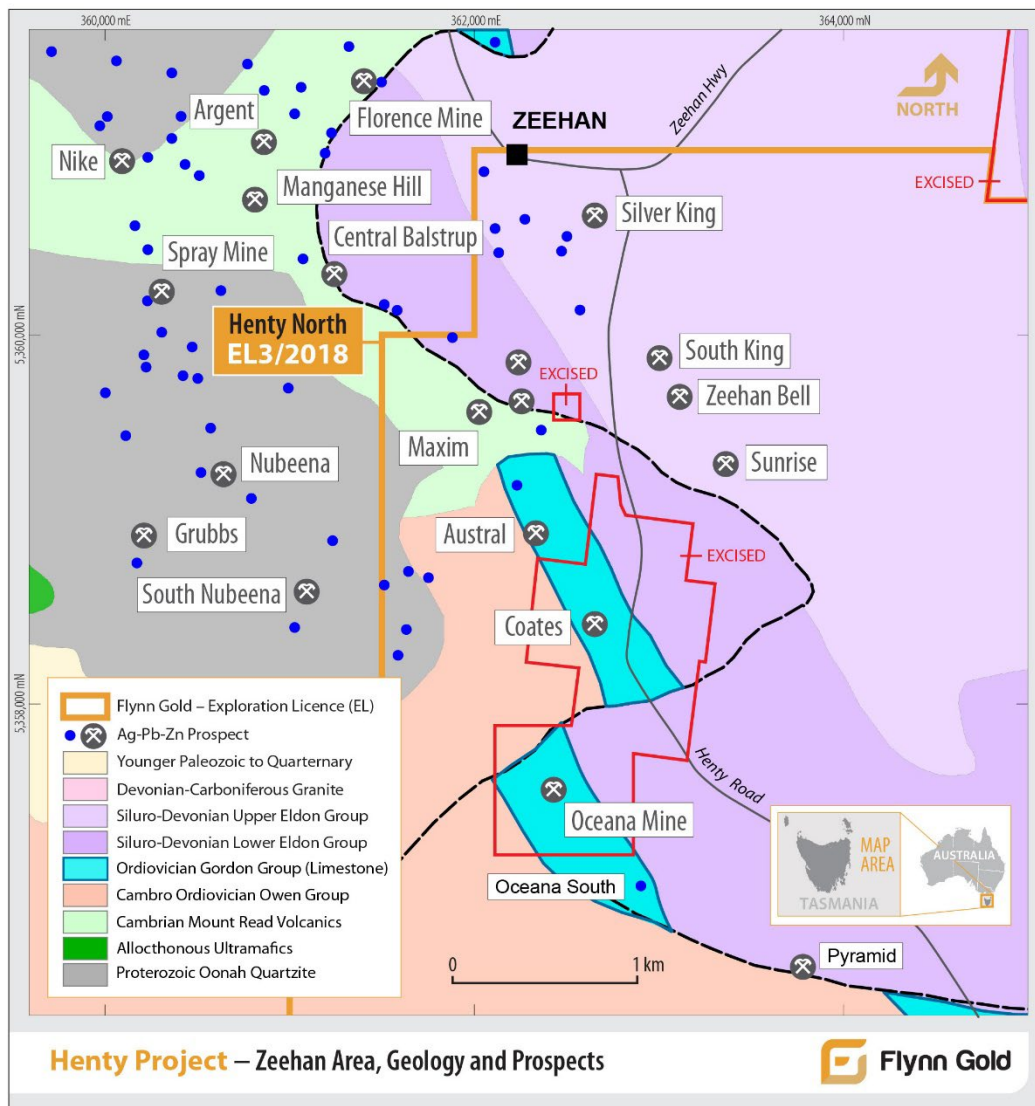 360,000 mE
362,000 mE
364,000 mN
NORTH
Argent
Florence Mine
ZEEHAN
Zeehan Hwy
Nike
EXCISED
Manganese Hill
Silver King
Central Balstrup
Spray Mine
Henty North
EL3/2018
5,360,000 mN
South King
EXCISED
Zeehan Bell
Maxim
Sunrise
Nubeena
Austral
Grubbs
EXCISED
South Nubeena
Coates
5,358,000 mN
Flynn Gold – Exploration Licence (EL)
Ag-Pb-Zn Prospect
Younger Paleozoic to Quarternary
Devonian-Carboniferous Granite
Siluro-Devonian Upper Eldon Group
Siluro-Devonian Lower Eldon Group
Ordiovician Gordon Group (Limestone)
Cambro Ordiovician Owen Group
Cambrian Mount Read Volcanics
Allocthonous Ultramafics
Proterozoic Oonah Quartzite
Henty Road
Oceana Mine
Oceana South
MAP
AREA
TASMANIA
AUSTRALIA
0
1 km
Pyramid
Henty Project – Zeehan Area, Geology and Prospects
Flynn Gold